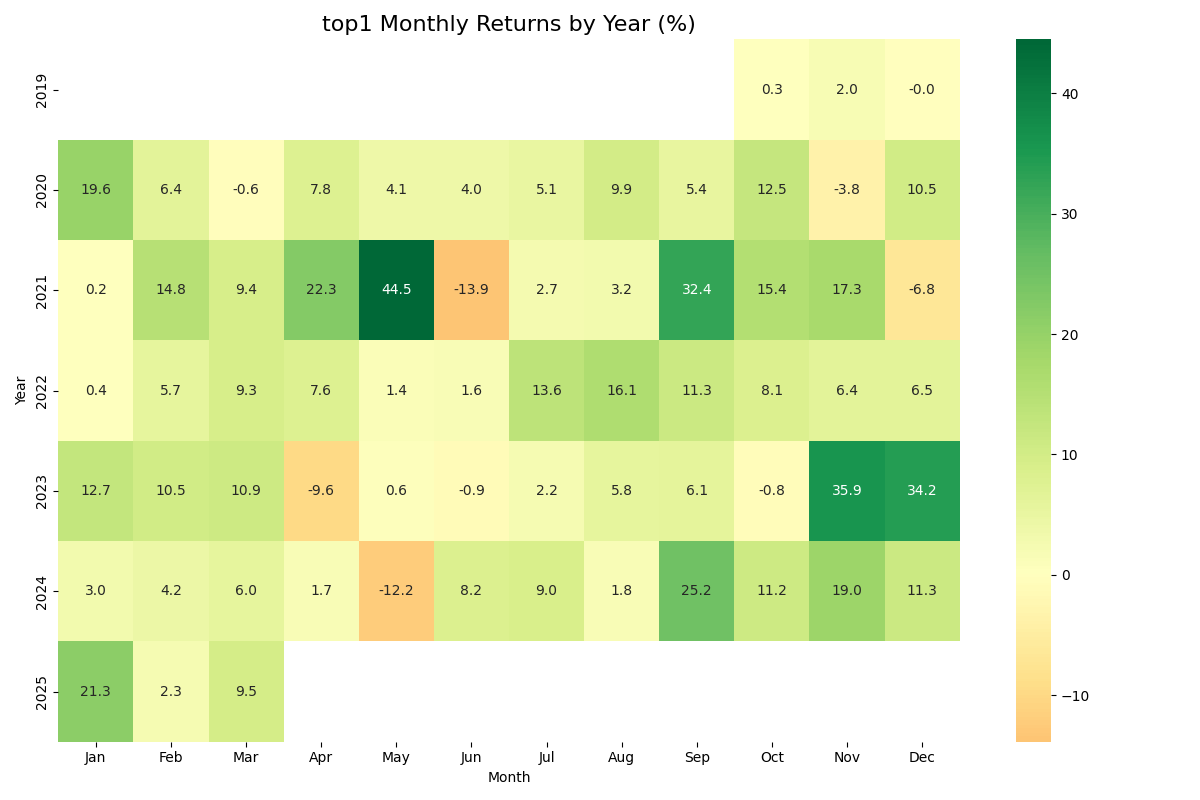 top1 Monthly Returns by Year (%)
2019 0.3 2.0 -0.0
2020 19.6 6.4 -0.6 7.8 4.1 4.0 5.1 9.9 5.4 12.5 -3.8 10.5
2021 0.2 14.8 9.4 22.3 44.5 -13.9 2.7 3.2 32.4 15.4 17.3 -6.8
Year
2022 0.4 5.7 9.3 7.6 1.4 1.6 13.6 16.1 11.3 8.1 6.4 6.5
2023 12.7 10.5 10.9 -9.6 0.6 -0.9 2.2 5.8 6.1 -0.8 35.9 34.2
2024 3.0 4.2 6.0 1.7 -12.2 8.2 9.0 1.8 25.2 11.2 19.0 11.3
2025 21.3 2.3 9.5
Jan Feb Mar Apr May Jun Jul Aug Sep Oct Nov Dec
Month
40
30
20
10
0
−10